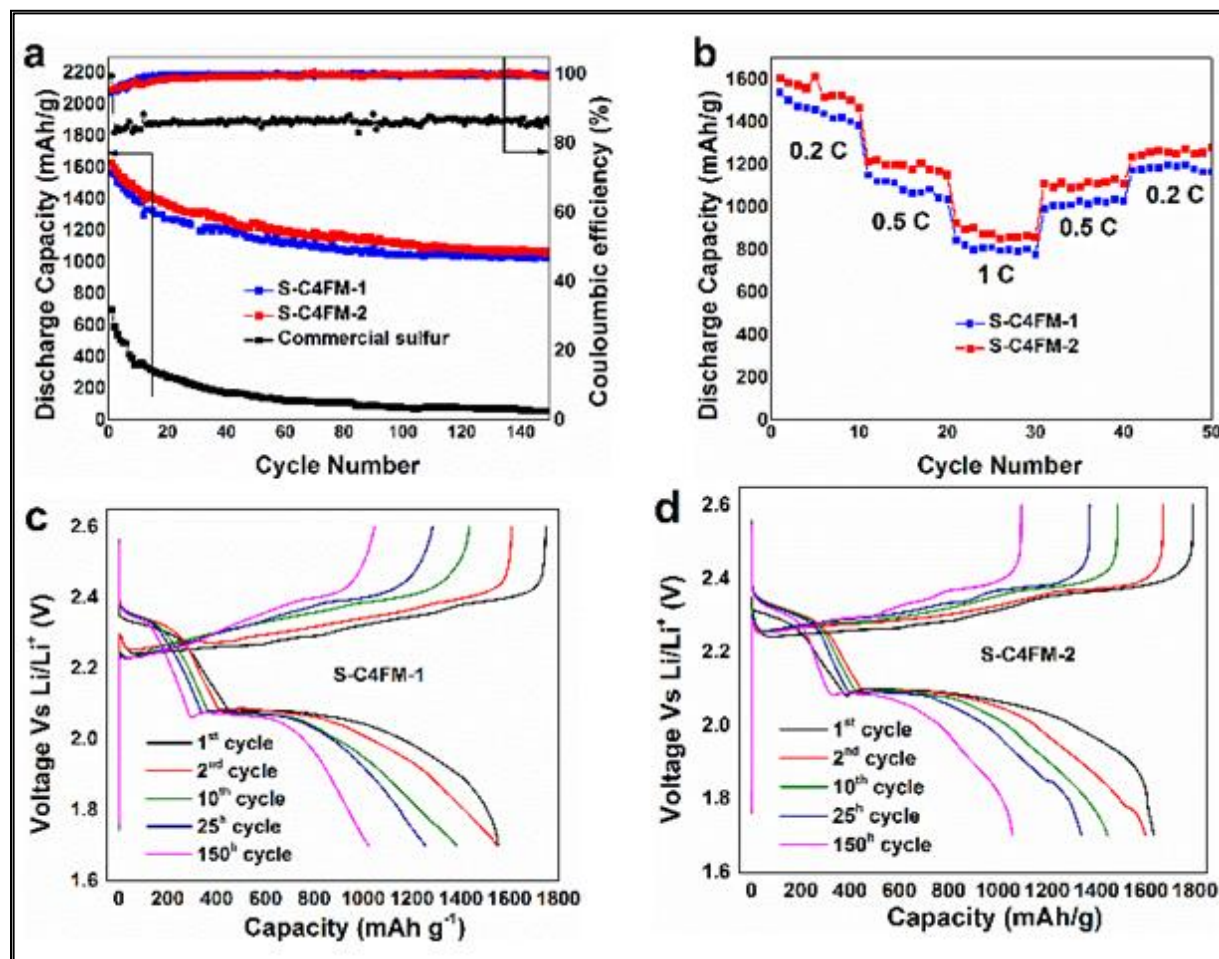 a
2200
2000
1800
1600
1400
1200
1000
800
600
400
200
0
Discharge Capacity (mAh/g)
100
80
60
40
20
0
Couloumbic efficiency (%)
S-C4FM-1
S-C4FM-2
Commercial sulfur
0 20 40 60 80 100 120 140
Cycle Number
b
1600
1400
1200
1000
800
600
400
200
0
Discharge Capacity (mAh/g)
0.2 C
0.5 C
1 C
0.5 C
0.2 C
S-C4FM-1
S-C4FM-2
0 10 20 30 40 50
Cycle Number
c
2.6
2.4
2.2
2.0
1.8
1.6
Voltage Vs Li/Li⁺ (V)
S-C4FM-1
1st cycle
2nd cycle
10th cycle
25h cycle
150h cycle
0 200 400 600 800 1000 1200 1400 1600 1800
Capacity (mAh g⁻¹)
d
2.6
2.4
2.2
2.0
1.8
1.6
Voltage Vs Li/Li⁺ (V)
S-C4FM-2
1st cycle
2nd cycle
10th cycle
25h cycle
150h cycle
0 200 400 600 800 1000 1200 1400 1600 1800
Capacity (mAh/g)